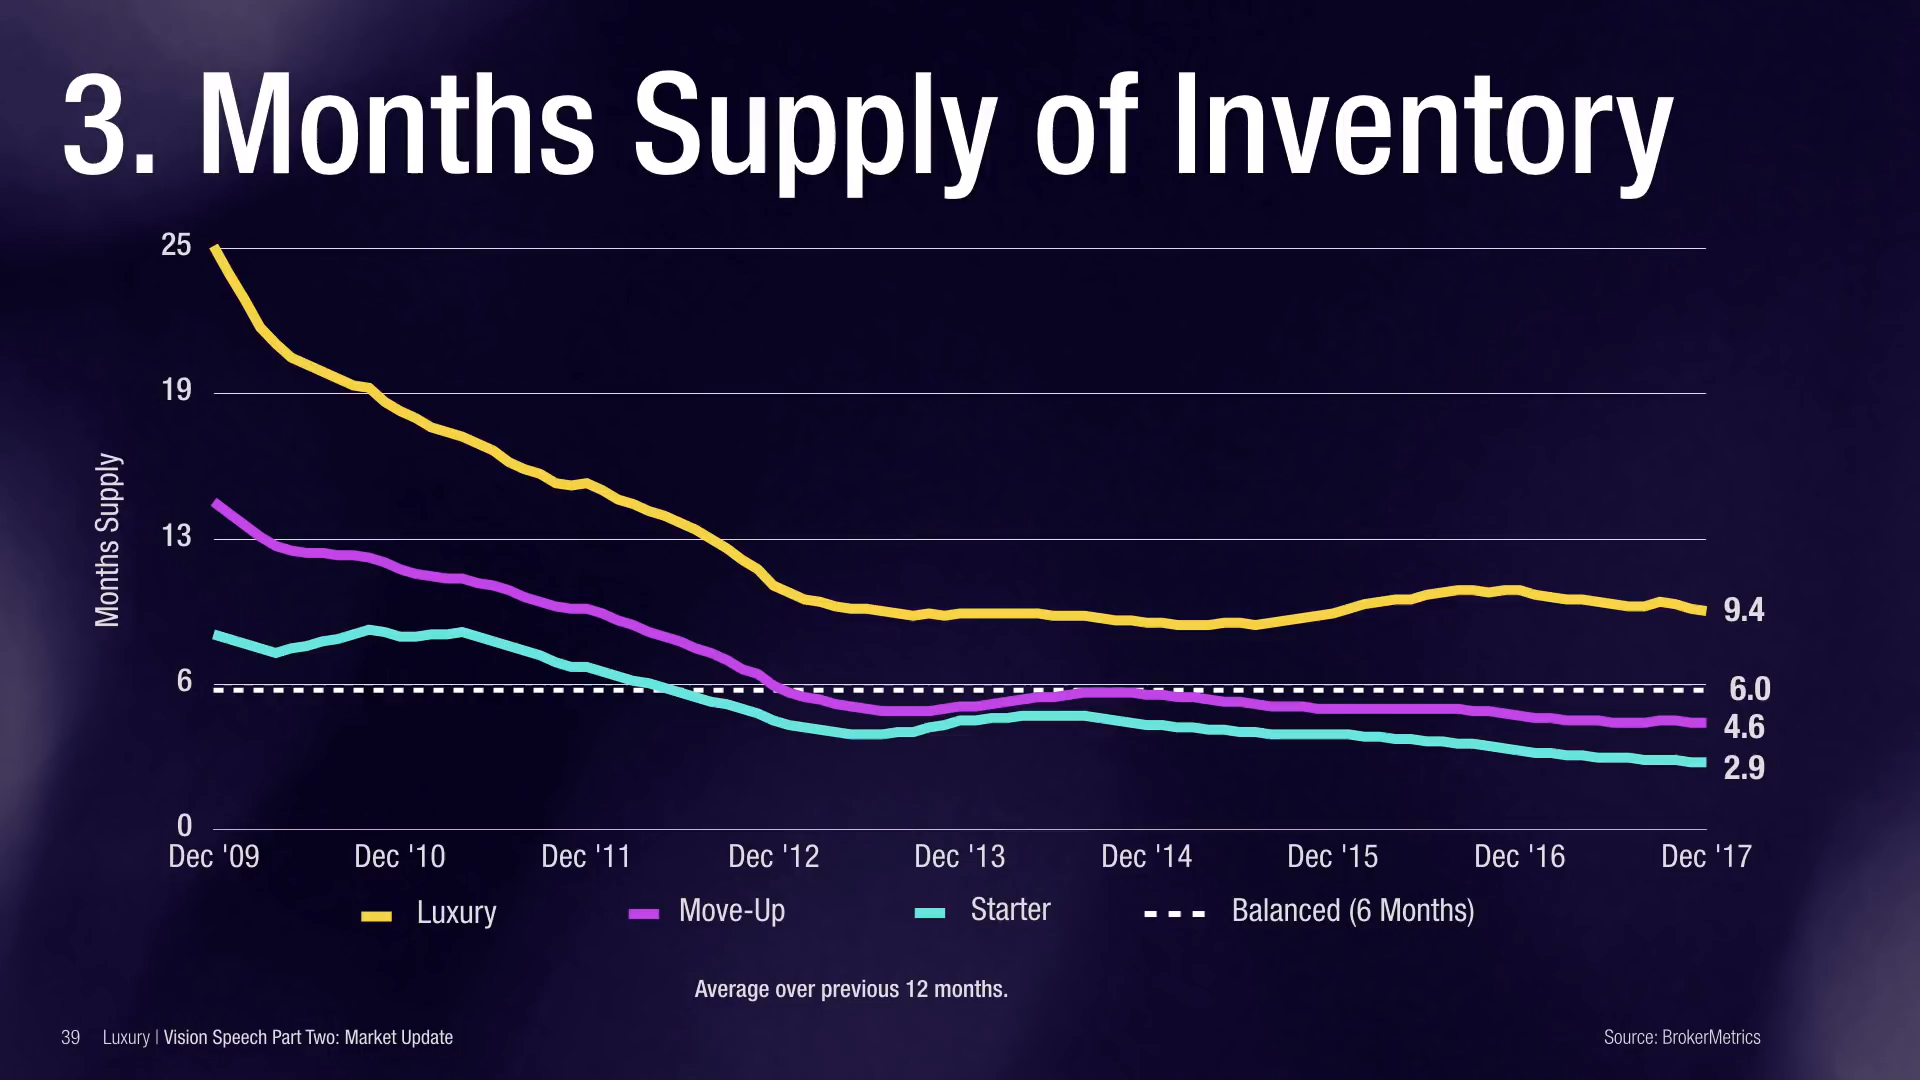 3. Months Supply of Inventory
25
19
13
6
0
Months Supply
9.4
6.0
4.6
2.9
Dec '09 Dec '10 Dec '11 Dec '12 Dec '13 Dec '14 Dec '15 Dec '16 Dec '17
Luxury Move-Up Starter Balanced (6 Months)
Average over previous 12 months.
39 Luxury | Vision Speech Part Two: Market Update
Source: BrokerMetrics